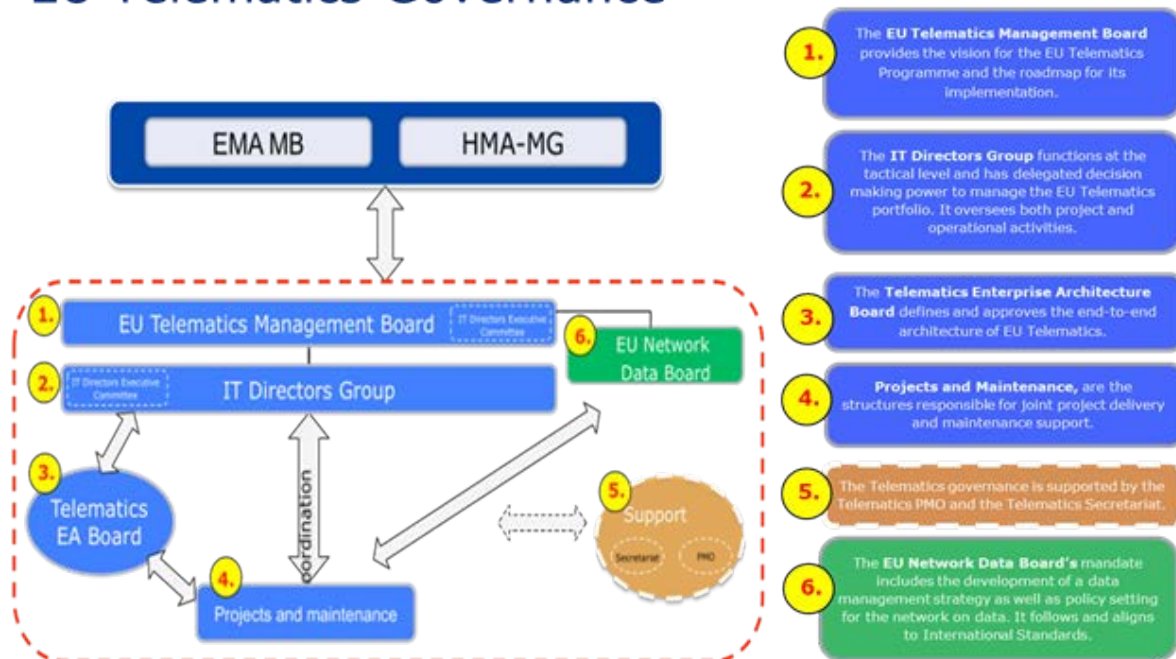 EU Telematics Governance
EMA MB
HMA-MG
1.
EU Telematics Management Board
IT Directors Executive
Committee
6.
EU Network
Data Board
2.
IT Directors Executive
Committee
IT Directors Group
3.
Telematics
EA Board
oordination
5.
Support
Secretariat
PMO
4.
Projects and maintenance
1.
The EU Telematics Management Board
provides the vision for the EU Telematics
Programme and the roadmap for its
implementation.
2.
The IT Directors Group functions at the
tactical level and has delegated decision
making power to manage the EU Telematics
portfolio. It oversees both project and
operational activities.
3.
The Telematics Enterprise Architecture
Board defines and approves the end-to-end
architecture of EU Telematics.
4.
Projects and Maintenance, are the
structures responsible for joint project delivery
and maintenance support.
5.
The Telematics governance is supported by the
Telematics PMO and the Telematics Secretariat.
6.
The EU Network Data Board's mandate
includes the development of a data
management strategy as well as policy setting
for the network on data. It follows and aligns
to International Standards.